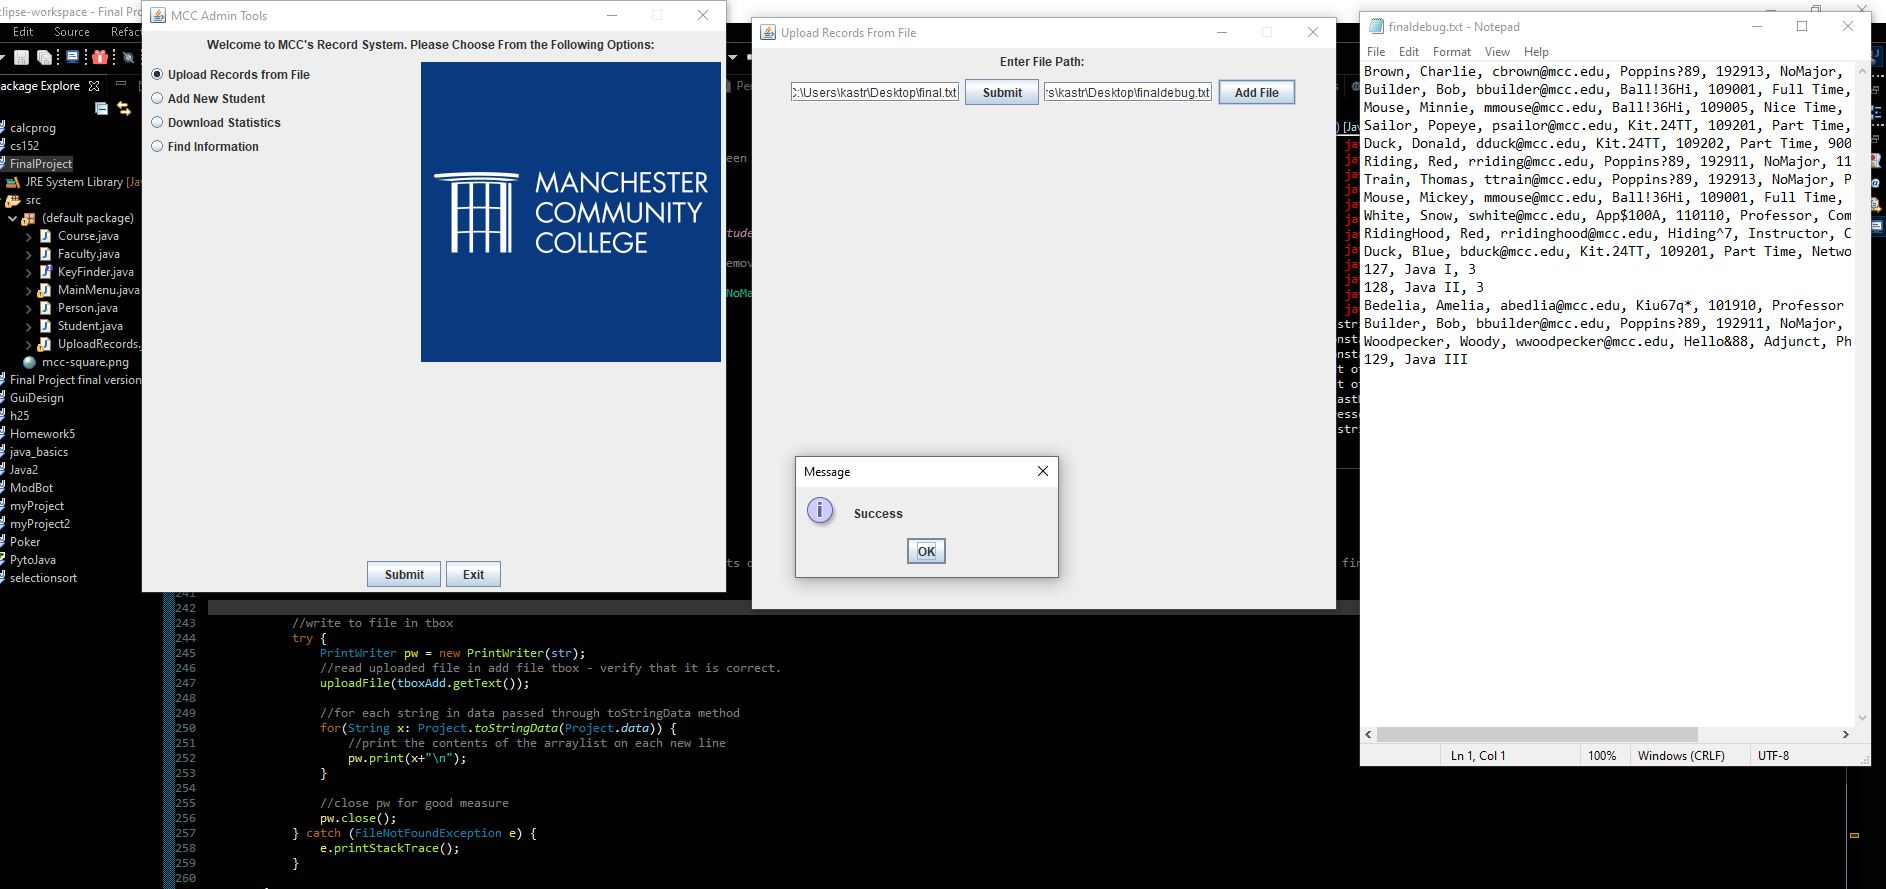 clipse-workspace - Final Pro
Edit Source Refac
Package Explore
calcprog
cs152
FinalProject
JRE System Library [Ja
src
(default package)
Course.java
Faculty.java
KeyFinder.java
MainMenu.java
Person.java
Student.java
UploadRecords.
mcc-square.png
Final Project final version
GuiDesign
h25
Homework5
java_basics
Java2
ModBot
myProject
myProject2
Poker
PytoJava
selectionsort
MCC Admin Tools
Welcome to MCC's Record System. Please Choose From the Following Options:
Upload Records from File
Add New Student
Download Statistics
Find Information
MANCHESTER
COMMUNITY
COLLEGE
Submit Exit
Upload Records From File
Enter File Path:
C:\Users\kastr\Desktop\final.txt Submit rs\kastr\Desktop\finaldebug.txt Add File
Message
Success
OK
finaldebug.txt - Notepad
File Edit Format View Help
Brown, Charlie, cbrown@mcc.edu, Poppins?89, 192913, NoMajor,
Builder, Bob, bbuilder@mcc.edu, Ball!36Hi, 109001, Full Time,
Mouse, Minnie, mmouse@mcc.edu, Ball!36Hi, 109005, Nice Time,
Sailor, Popeye, psailor@mcc.edu, Kit.24TT, 109201, Part Time,
Duck, Donald, dduck@mcc.edu, Kit.24TT, 109202, Part Time, 900
Riding, Red, rriding@mcc.edu, Poppins?89, 192911, NoMajor, 11
Train, Thomas, ttrain@mcc.edu, Poppins?89, 192913, NoMajor, P
Mouse, Mickey, mmouse@mcc.edu, Ball!36Hi, 109001, Full Time,
White, Snow, swhite@mcc.edu, App$100A, 110110, Professor, Com
RidingHood, Red, rridinghood@mcc.edu, Hiding^7, Instructor, C
Duck, Blue, bduck@mcc.edu, Kit.24TT, 109201, Part Time, Netwo
127, Java I, 3
128, Java II, 3
Bedelia, Amelia, abedlia@mcc.edu, Kiu67q*, 101910, Professor
Builder, Bob, bbuilder@mcc.edu, Poppins?89, 192911, NoMajor,
Woodpecker, Woody, wwoodpecker@mcc.edu, Hello&88, Adjunct, Ph
129, Java III
Ln 1, Col 1 100% Windows (CRLF) UTF-8
241
242
243 //write to file in tbox
244 try {
245 PrintWriter pw = new PrintWriter(str);
246 //read uploaded file in add file tbox - verify that it is correct.
247 uploadFile(tboxAdd.getText());
248
249 //for each string in data passed through toStringData method
250 for(String x: Project.toStringData(Project.data)) {
251 //print the contents of the arraylist on each new line
252 pw.print(x+"\n");
253 }
254
255 //close pw for good measure
256 pw.close();
257 } catch (FileNotFoundException e) {
258 e.printStackTrace();
259 }
260